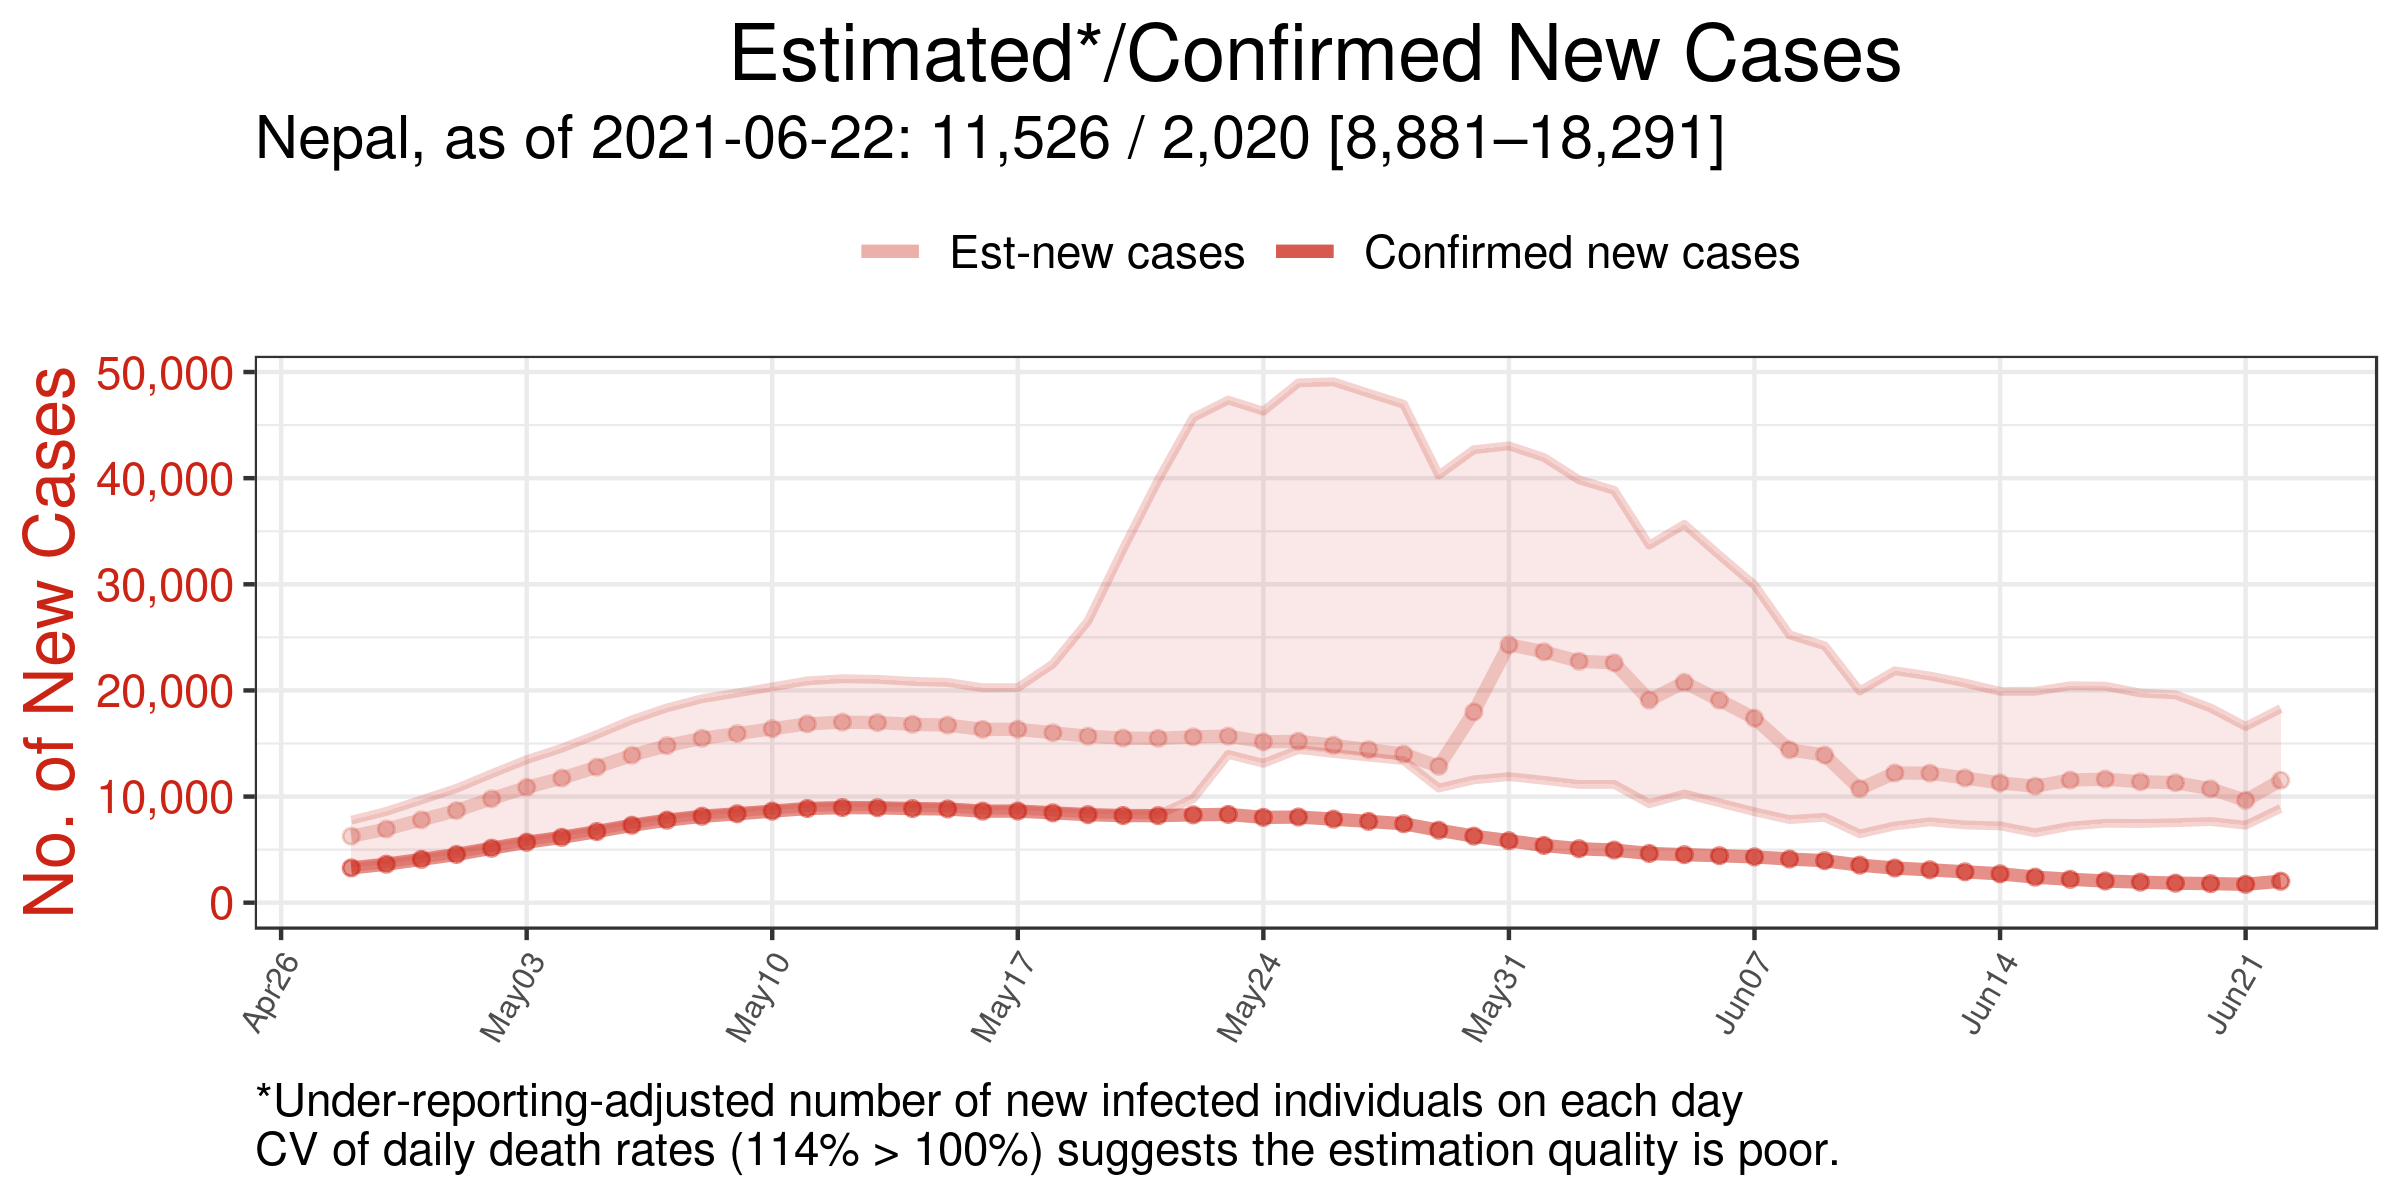 Estimated*/Confirmed New Cases
Nepal, as of 2021-06-22: 11,526 / 2,020 [8,881–18,291]
Est-new cases
Confirmed new cases
No. of New Cases
50,000
40,000
30,000
20,000
10,000
0
Apr26
May03
May10
May17
May24
May31
Jun07
Jun14
Jun21
*Under-reporting-adjusted number of new infected individuals on each day
CV of daily death rates (114% > 100%) suggests the estimation quality is poor.